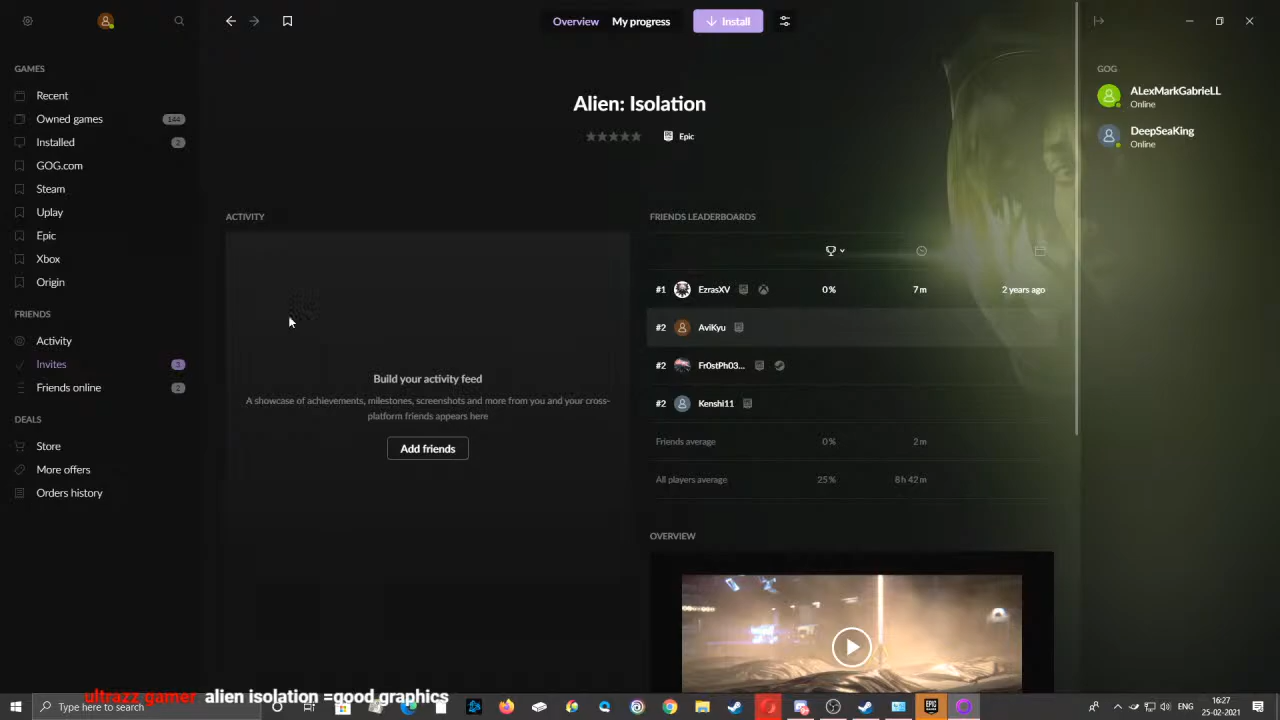 Overview My progress Install
GAMES
Recent
Owned games 144
Installed 2
GOG.com
Steam
Uplay
Epic
Xbox
Origin
FRIENDS
Activity
Invites 3
Friends online 2
DEALS
Store
More offers
Orders history
Alien: Isolation
Epic
ACTIVITY
Build your activity feed
A showcase of achievements, milestones, screenshots and more from you and your cross-
platform friends appears here
Add friends
FRIENDS LEADERBOARDS
#1 EzrasXV 0% 7m 2 years ago
#2 AviKyu
#2 Fr0stPh03...
#2 Kenshi11
Friends average 0% 2m
All players average 25% 8h 42m
OVERVIEW
GOG
ALexMarkGabrieLL
Online
DeepSeaKing
Online
ultrazz gamer alien isolation =good graphics
Type here to search
EPIC
GAMES
ENG
16:27
25-02-2021